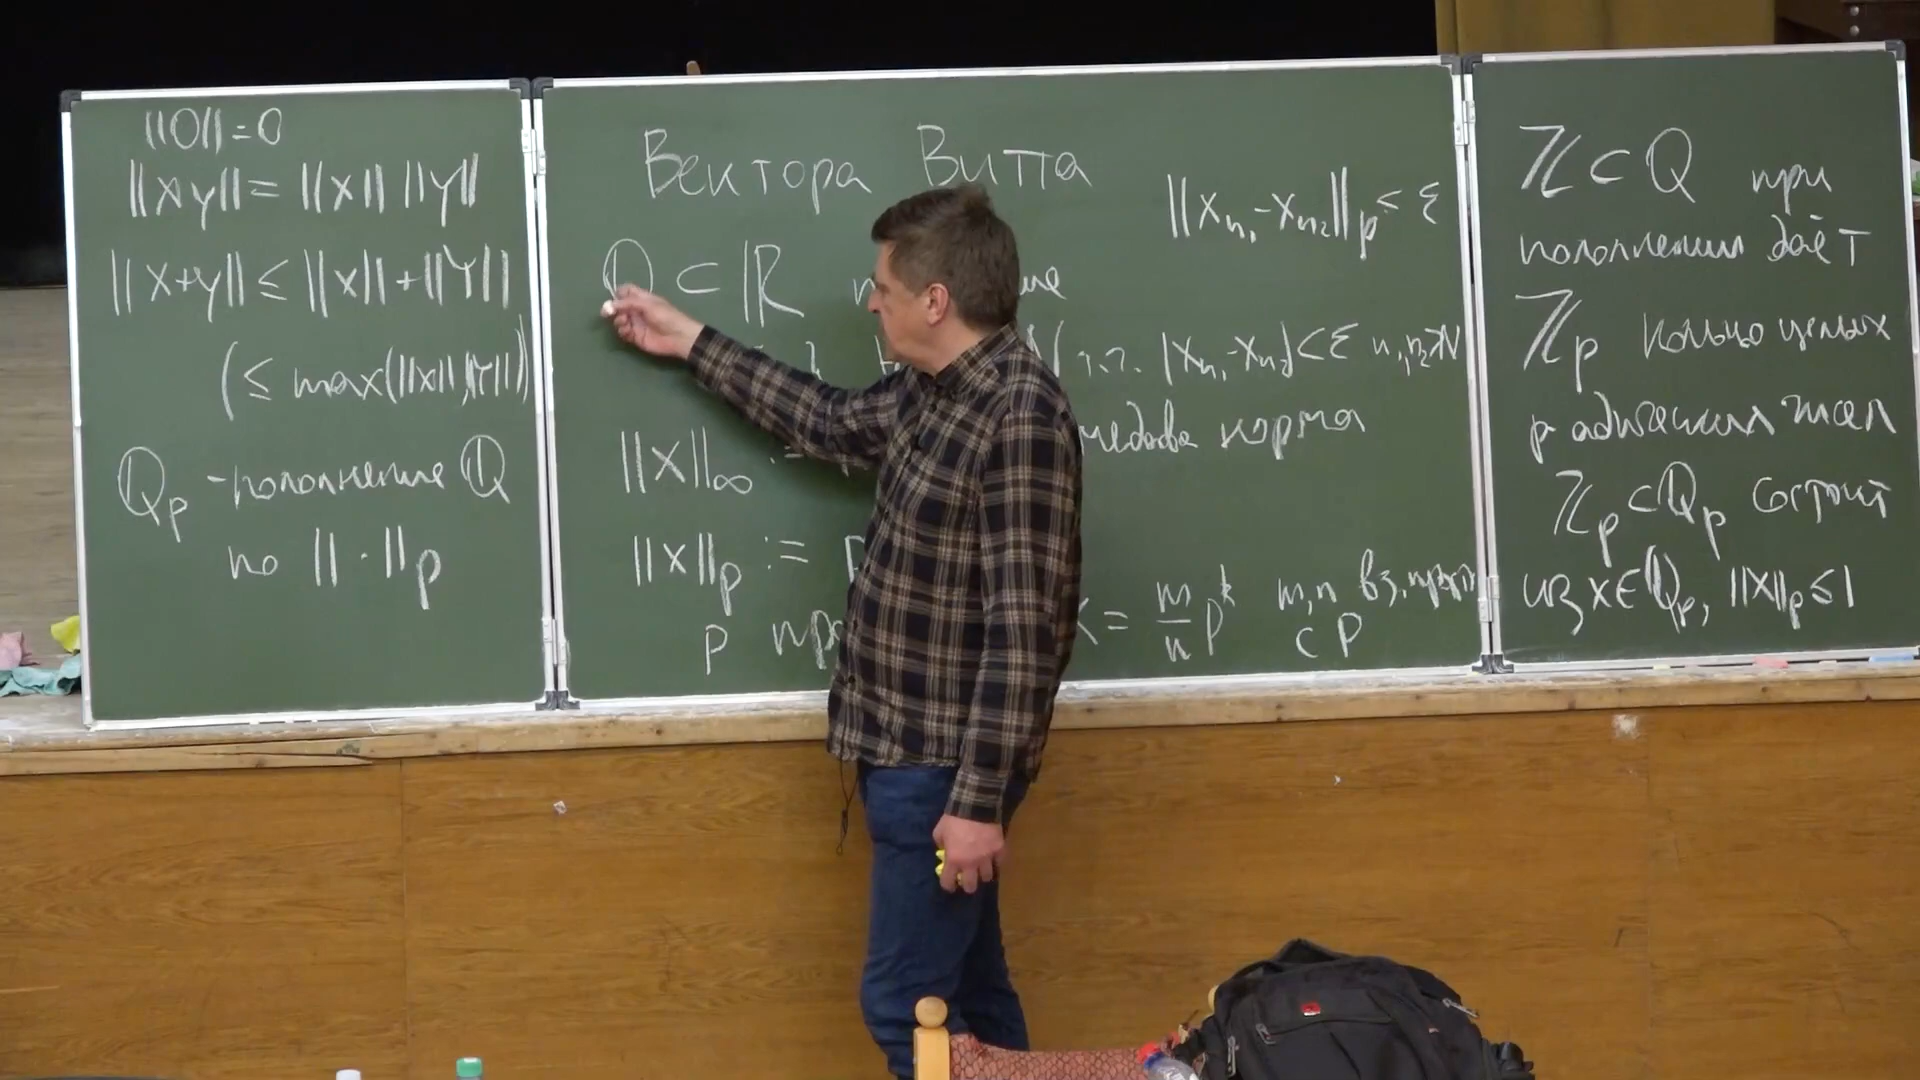 ||0||=0
||xy||=||x|| ||y||
||x+y||≤||x||+||y||
(≤ max(||x||,||y||)
Q_p - пополнение Q
по ||·||_p
Вектора Витта
||x_{n_1}-x_{n_2}||_p ≤ ε
Q ⊂ R
т.ч. |x_{n_1}-x_{n_2}|<ε n_1,n_2≥N
||x||_∞ := норма
||x||_p := p
p = m/n p^k m,n вз. прост
с p
Z ⊂ Q при
пополнении даёт
Z_p кольцо целых
p адических чисел
Z_p ⊂ Q_p состоит
из x∈Q_p, ||x||_p≤1